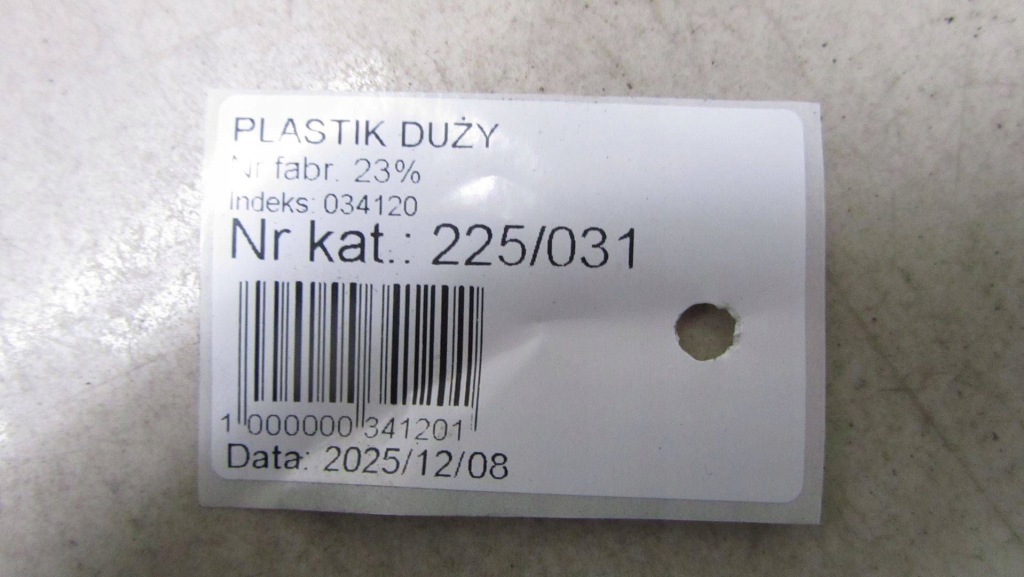 PLASTIK DUŻY
Nr fabr. 23%
Indeks: 034120
Nr kat.: 225/031
1 000000 341201
Data: 2025/12/08